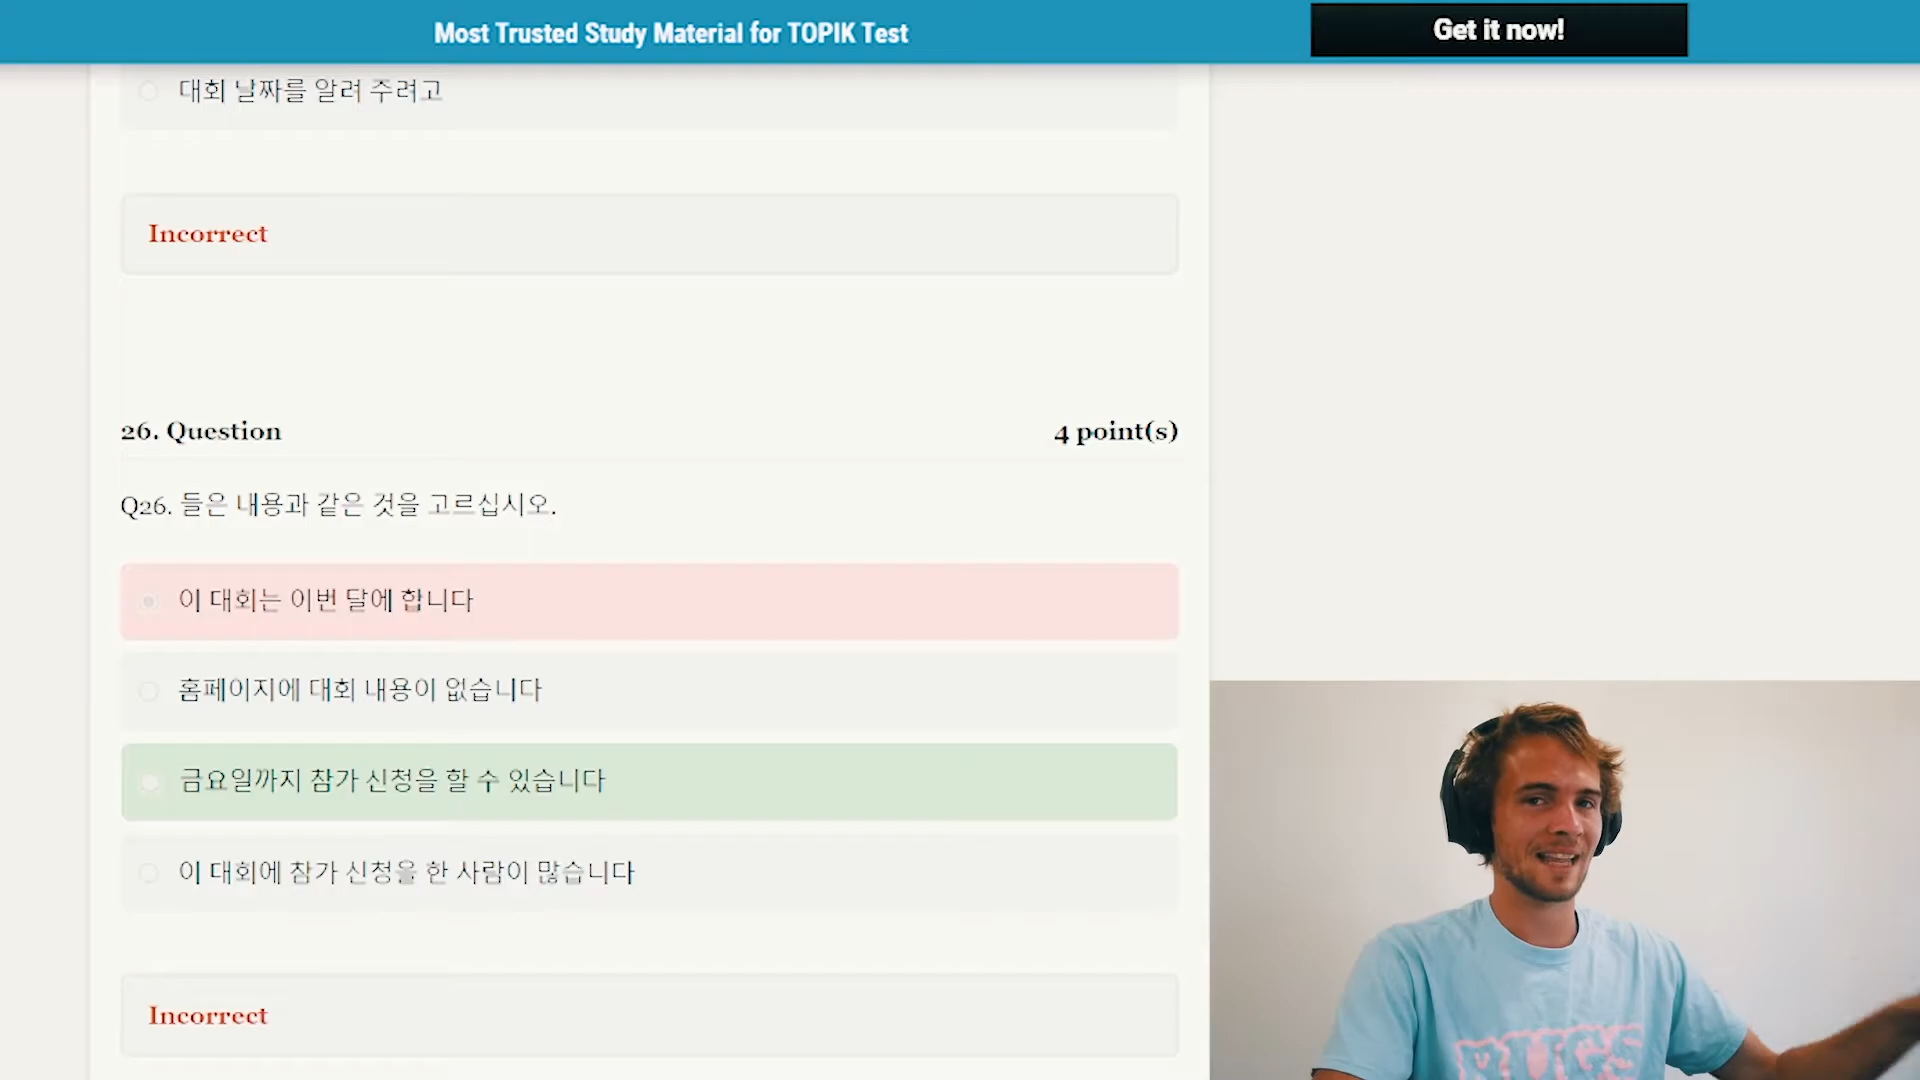 Most Trusted Study Material for TOPIK Test
Get it now!
대회 날짜를 알려 주려고
Incorrect
26. Question
4 point(s)
Q26. 들은 내용과 같은 것을 고르십시오.
이 대회는 이번 달에 합니다
홈페이지에 대회 내용이 없습니다
금요일까지 참가 신청을 할 수 있습니다
이 대회에 참가 신청을 한 사람이 많습니다
Incorrect